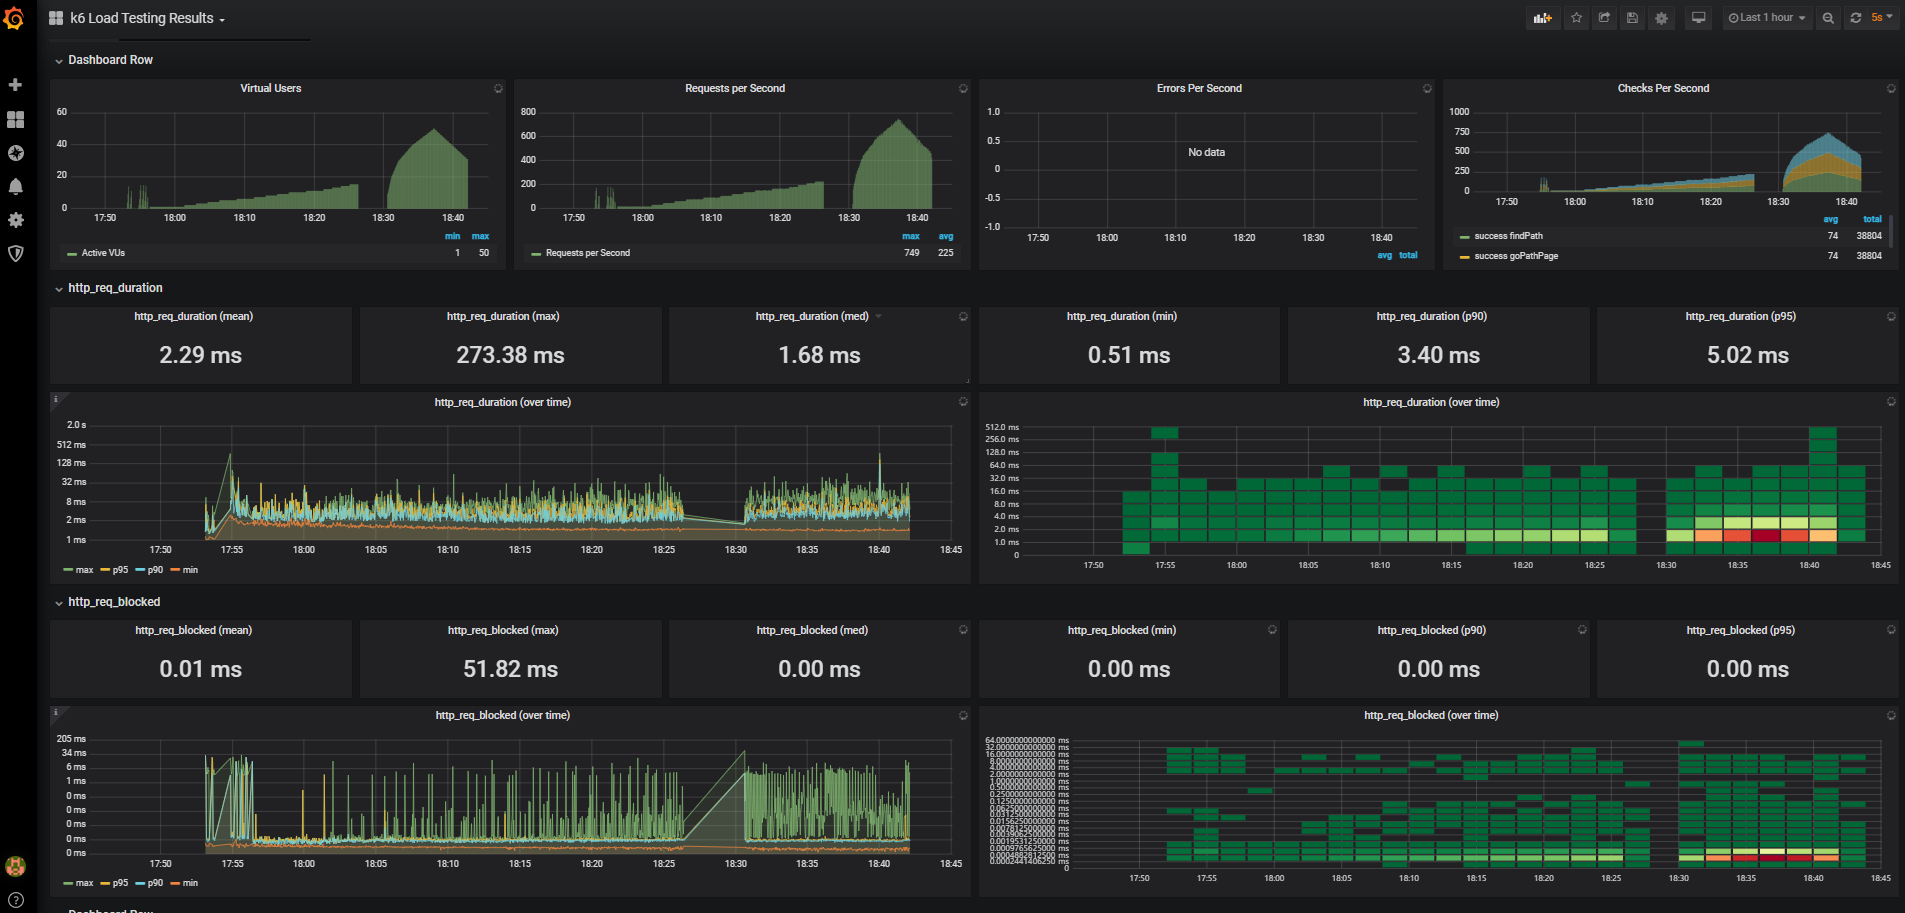 k6 Load Testing Results
Last 1 hour
5s
Dashboard Row
Virtual Users
60
40
20
0
17:50 18:00 18:10 18:20 18:30 18:40
min max
Active VUs 1 50
Requests per Second
800
600
400
200
0
17:50 18:00 18:10 18:20 18:30 18:40
max avg
Requests per Second 749 225
Errors Per Second
1.0
0.5
0
-0.5
-1.0
No data
17:50 18:00 18:10 18:20 18:30 18:40
avg total
Checks Per Second
1000
750
500
250
0
17:50 18:00 18:10 18:20 18:30 18:40
avg total
success findPath 74 38804
success goPathPage 74 38804
http_req_duration
http_req_duration (mean)
2.29 ms
http_req_duration (max)
273.38 ms
http_req_duration (med)
1.68 ms
http_req_duration (min)
0.51 ms
http_req_duration (p90)
3.40 ms
http_req_duration (p95)
5.02 ms
http_req_duration (over time)
2.0 s
512 ms
128 ms
32 ms
8 ms
2 ms
1 ms
17:50 17:55 18:00 18:05 18:10 18:15 18:20 18:25 18:30 18:35 18:40 18:45
max p95 p90 min
http_req_duration (over time)
512.0 ms
256.0 ms
128.0 ms
64.0 ms
32.0 ms
16.0 ms
8.0 ms
4.0 ms
2.0 ms
1.0 ms
0
17:50 17:55 18:00 18:05 18:10 18:15 18:20 18:25 18:30 18:35 18:40 18:45
http_req_blocked
http_req_blocked (mean)
0.01 ms
http_req_blocked (max)
51.82 ms
http_req_blocked (med)
0.00 ms
http_req_blocked (min)
0.00 ms
http_req_blocked (p90)
0.00 ms
http_req_blocked (p95)
0.00 ms
http_req_blocked (over time)
205 ms
34 ms
6 ms
1 ms
0 ms
0 ms
0 ms
0 ms
0 ms
17:50 17:55 18:00 18:05 18:10 18:15 18:20 18:25 18:30 18:35 18:40 18:45
max p95 p90 min
http_req_blocked (over time)
64.0000000000000 ms
32.0000000000000 ms
16.0000000000000 ms
8.0000000000000 ms
4.0000000000000 ms
2.0000000000000 ms
1.0000000000000 ms
0.5000000000000 ms
0.2500000000000 ms
0.1250000000000 ms
0.0625000000000 ms
0.0312500000000 ms
0.0156250000000 ms
0.0078125000000 ms
0.0039062500000 ms
0.0019531250000 ms
0.0009765625000 ms
0.0004882812500 ms
0.0002441406250 ms
0
17:50 17:55 18:00 18:05 18:10 18:15 18:20 18:25 18:30 18:35 18:40 18:45
Dashboard Row